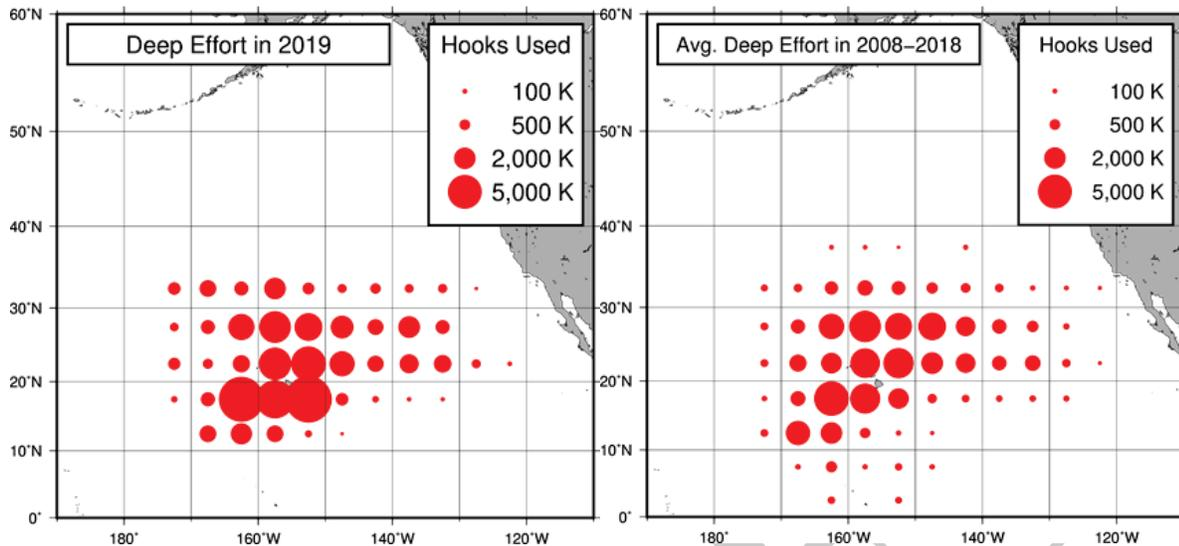 Deep Effort in 2019
Hooks Used
100 K
500 K
2,000 K
5,000 K
60˚N
50˚N
40˚N
30˚N
20˚N
10˚N
0˚
180˚
160˚W
140˚W
120˚W
Avg. Deep Effort in 2008–2018
Hooks Used
100 K
500 K
2,000 K
5,000 K
60˚N
50˚N
40˚N
30˚N
20˚N
10˚N
0˚
180˚
160˚W
140˚W
120˚W